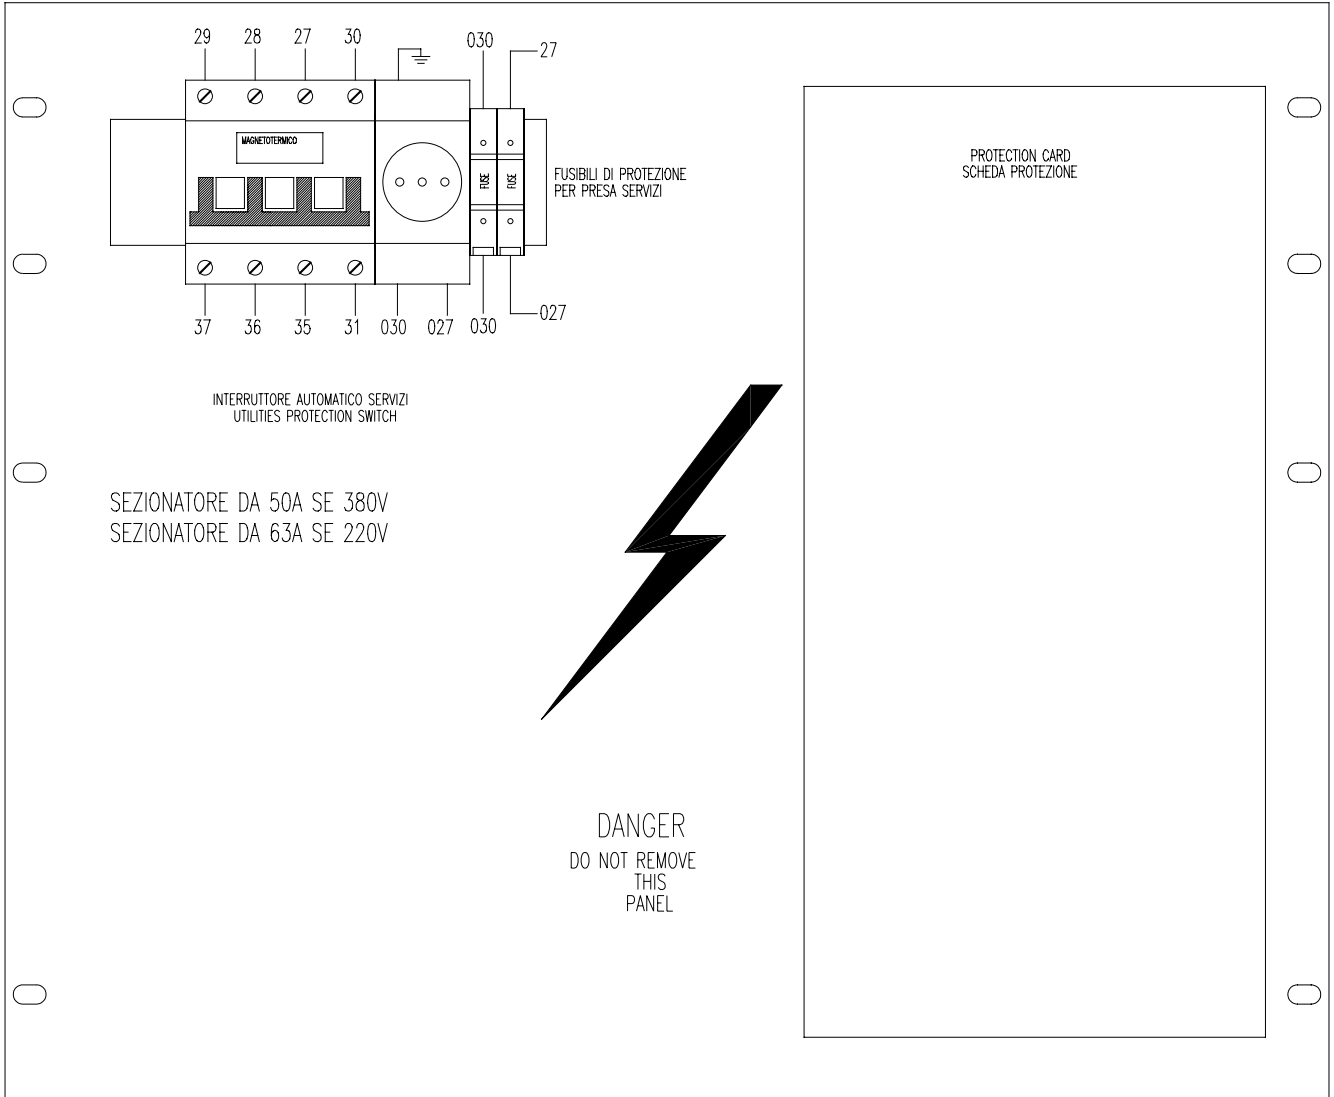 29 28 27 30 030 27
MAGNETOTERMICO
FUSE FUSE
FUSIBILI DI PROTEZIONE
PER PRESA SERVIZI
PROTECTION CARD
SCHEDA PROTEZIONE
37 36 35 31 030 027 030 027
INTERRUTTORE AUTOMATICO SERVIZI
UTILITIES PROTECTION SWITCH
SEZIONATORE DA 50A SE 380V
SEZIONATORE DA 63A SE 220V
DANGER
DO NOT REMOVE
THIS
PANEL